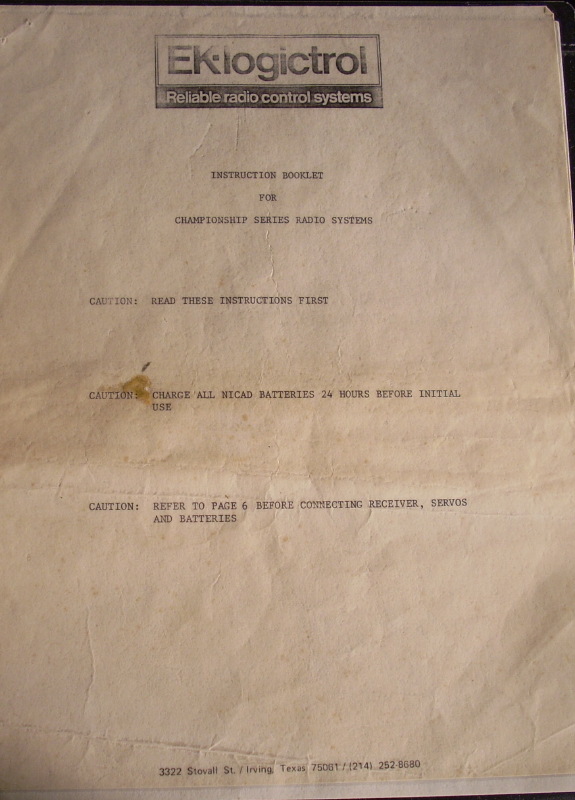 EK·logictrol
Reliable radio control systems
INSTRUCTION BOOKLET
FOR
CHAMPIONSHIP SERIES RADIO SYSTEMS
CAUTION: READ THESE INSTRUCTIONS FIRST
CAUTION: CHARGE ALL NICAD BATTERIES 24 HOURS BEFORE INITIAL
USE
CAUTION: REFER TO PAGE 6 BEFORE CONNECTING RECEIVER, SERVOS
AND BATTERIES
3322 Stovall St. / Irving, Texas 75061 / (214) 252-8680